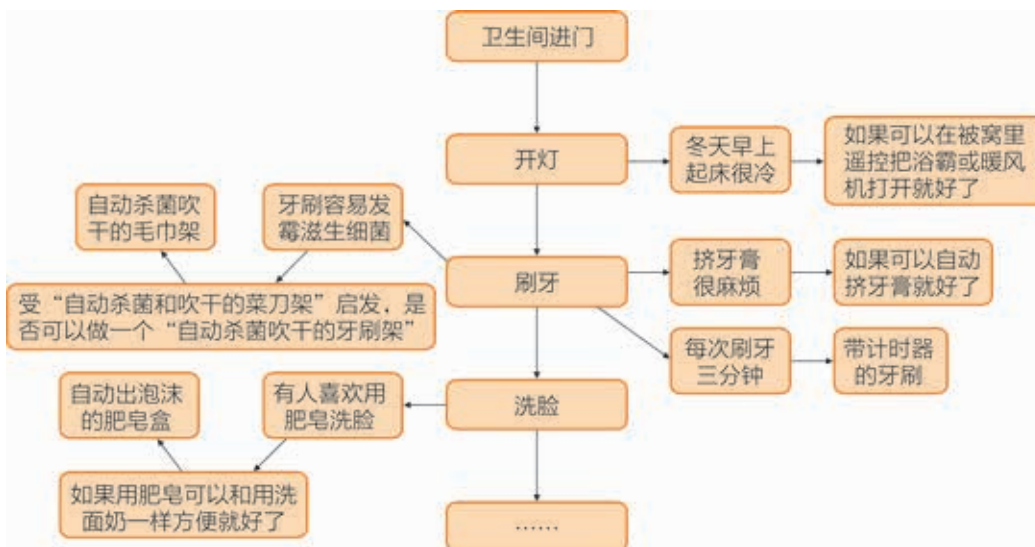 卫生间进门
开灯
冬天早上
起床很冷
如果可以在被窝里
遥控把浴霸或暖风
机打开就好了
自动杀菌吹
干的毛巾架
牙刷容易发
霉滋生细菌
刷牙
挤牙膏
很麻烦
如果可以自动
挤牙膏就好了
受“自动杀菌和吹干的菜刀架”启发，是
否可以做一个“自动杀菌吹干的牙刷架”
每次刷牙
三分钟
带计时器
的牙刷
自动出泡沫
的肥皂盒
有人喜欢用
肥皂洗脸
洗脸
如果用肥皂可以和用洗
面奶一样方便就好了
……